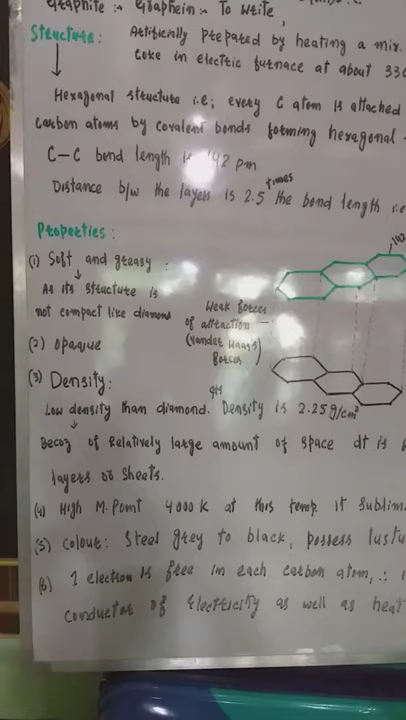 Graphite :- Graphein :- To write,
Structure: Artificially prepared by heating a mix.
Coke in electric furnace at about 330
Hexagonal structure i.e; every C atom is attached
Carbon atoms by covalent bonds forming hexagonal
C-C bond length 142 pm
times
Distance b/w the layers is 2.5 the bond length i.e
Properties:
(1) Soft and greasy:
As its structure is
not compact like diamond
Weak forces
of attraction
(Vander Waal's
forces)
142
(2) Opaque
(3) Density:
Low density than diamond. Density is 2.25 g/cm³
Becoz of relatively large amount of space is
layers or sheets.
(4) High M. Point 4000 K at this temp. it sublim
(5) Colour: Steel grey to black, possess lustu
(6) 1 electron is free in each carbon atom, ∴
conductor of Electricity as well as heat